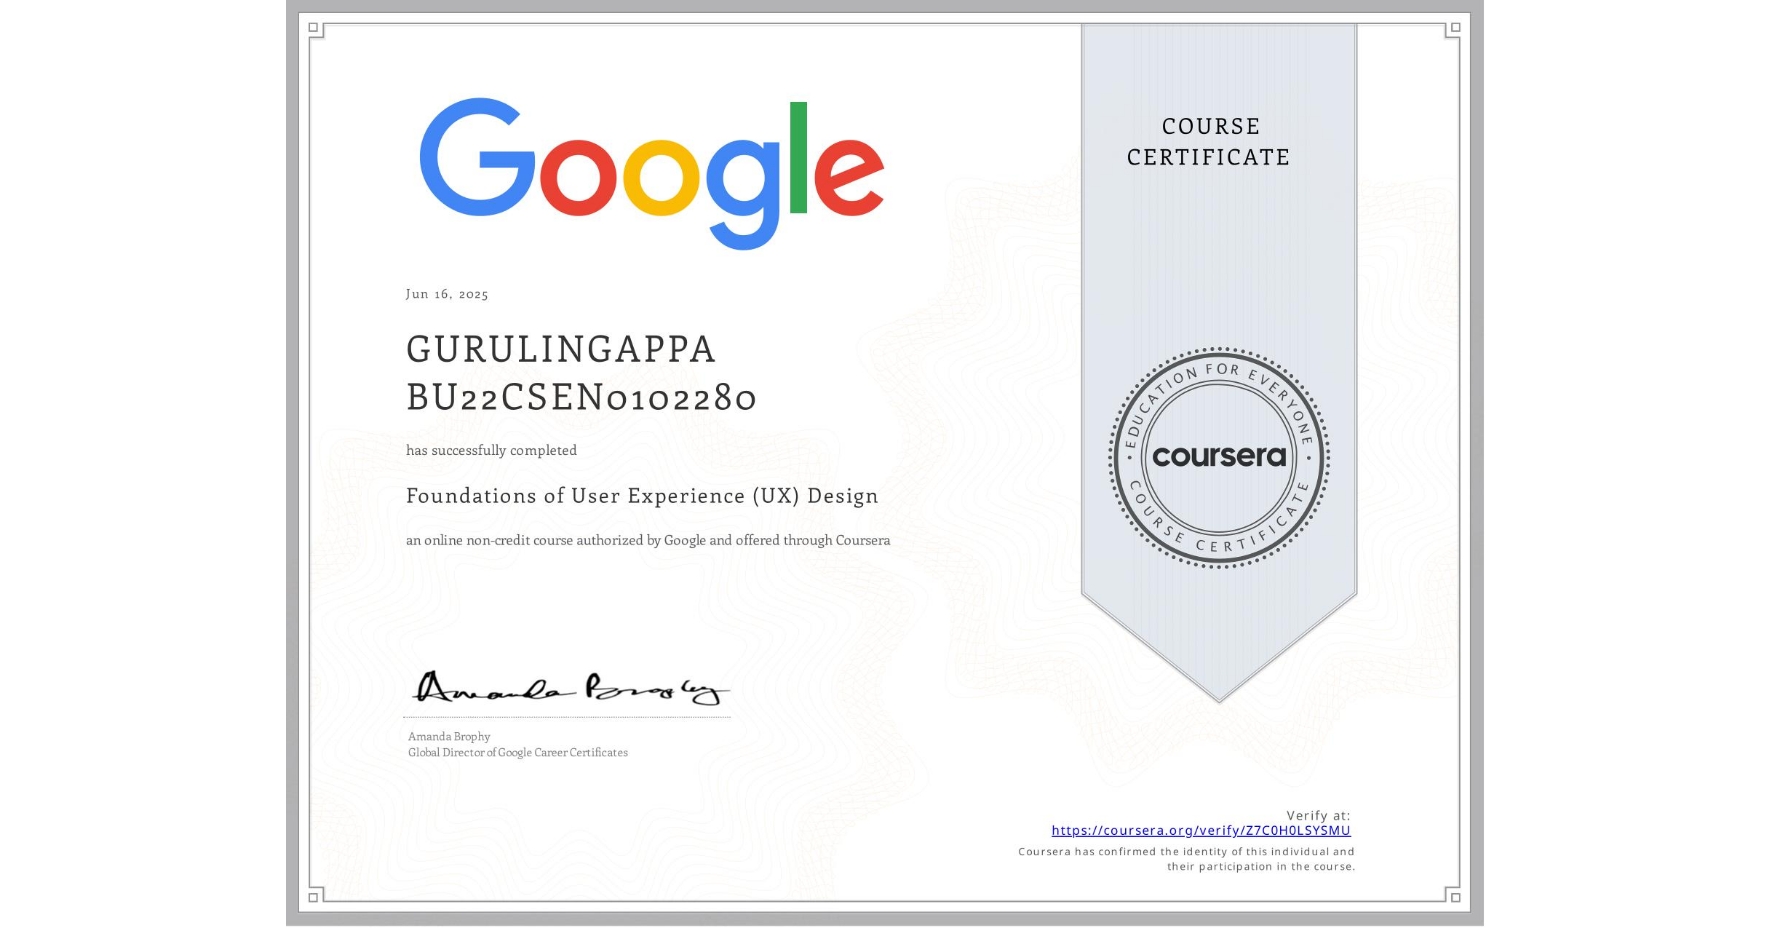 Google
COURSE
CERTIFICATE
Jun 16, 2025
GURULINGAPPA
BU22CSEN0102280
has successfully completed
Foundations of User Experience (UX) Design
an online non-credit course authorized by Google and offered through Coursera
EDUCATION FOR EVERYONE
coursera
COURSE CERTIFICATE
Amanda Brophy
Amanda Brophy
Global Director of Google Career Certificates
Verify at:
https://coursera.org/verify/Z7C0H0LSYSMU
Coursera has confirmed the identity of this individual and
their participation in the course.